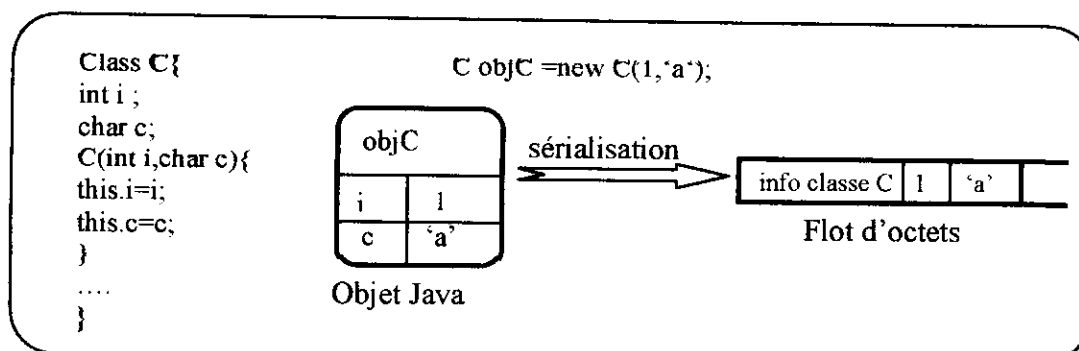 Class C{
int i ;
char c;
C(int i,char c){
this.i=i;
this.c=c;
}
....
}
C objC =new C(1,‘a‘);
objC
i 1
c ‘a’
Objet Java
sérialisation
info classe C 1 ‘a’
Flot d’octets